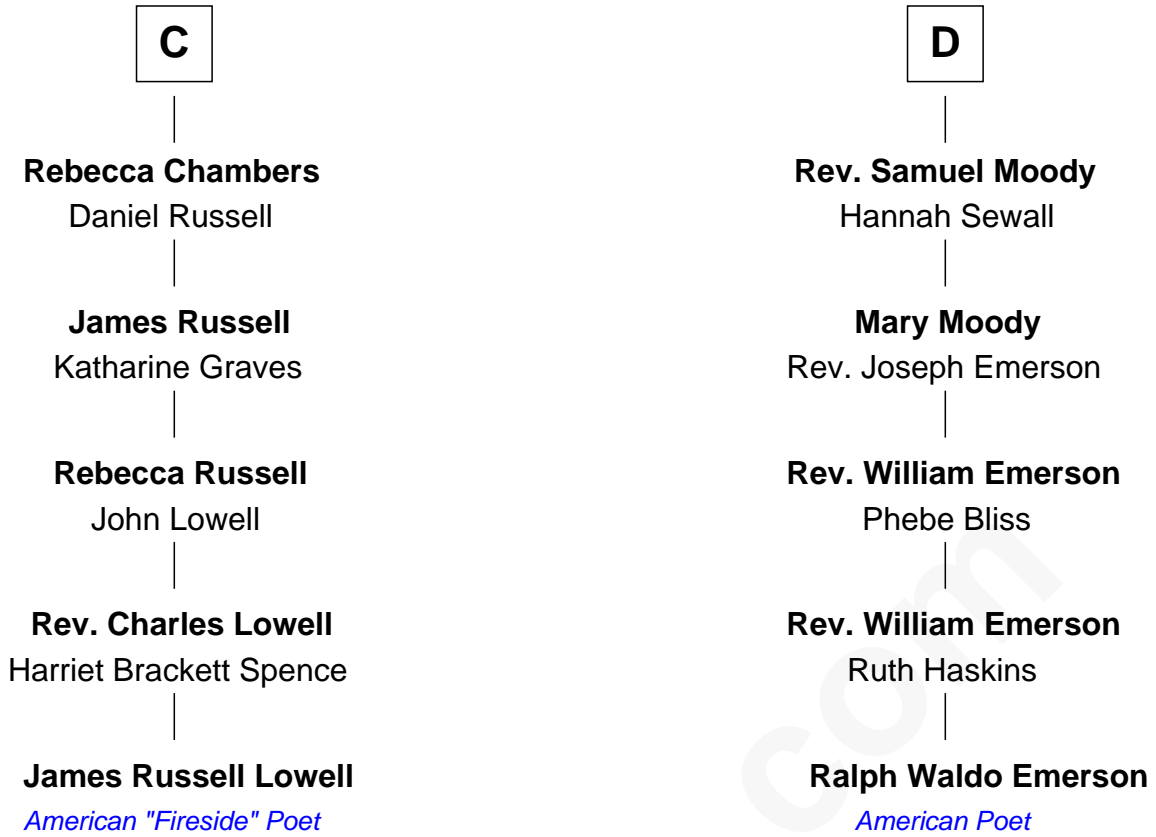 C
Rebecca Chambers
Daniel Russell
James Russell
Katharine Graves
Rebecca Russell
John Lowell
Rev. Charles Lowell
Harriet Brackett Spence
James Russell Lowell
American "Fireside" Poet
D
Rev. Samuel Moody
Hannah Sewall
Mary Moody
Rev. Joseph Emerson
Rev. William Emerson
Phebe Bliss
Rev. William Emerson
Ruth Haskins
Ralph Waldo Emerson
American Poet
com